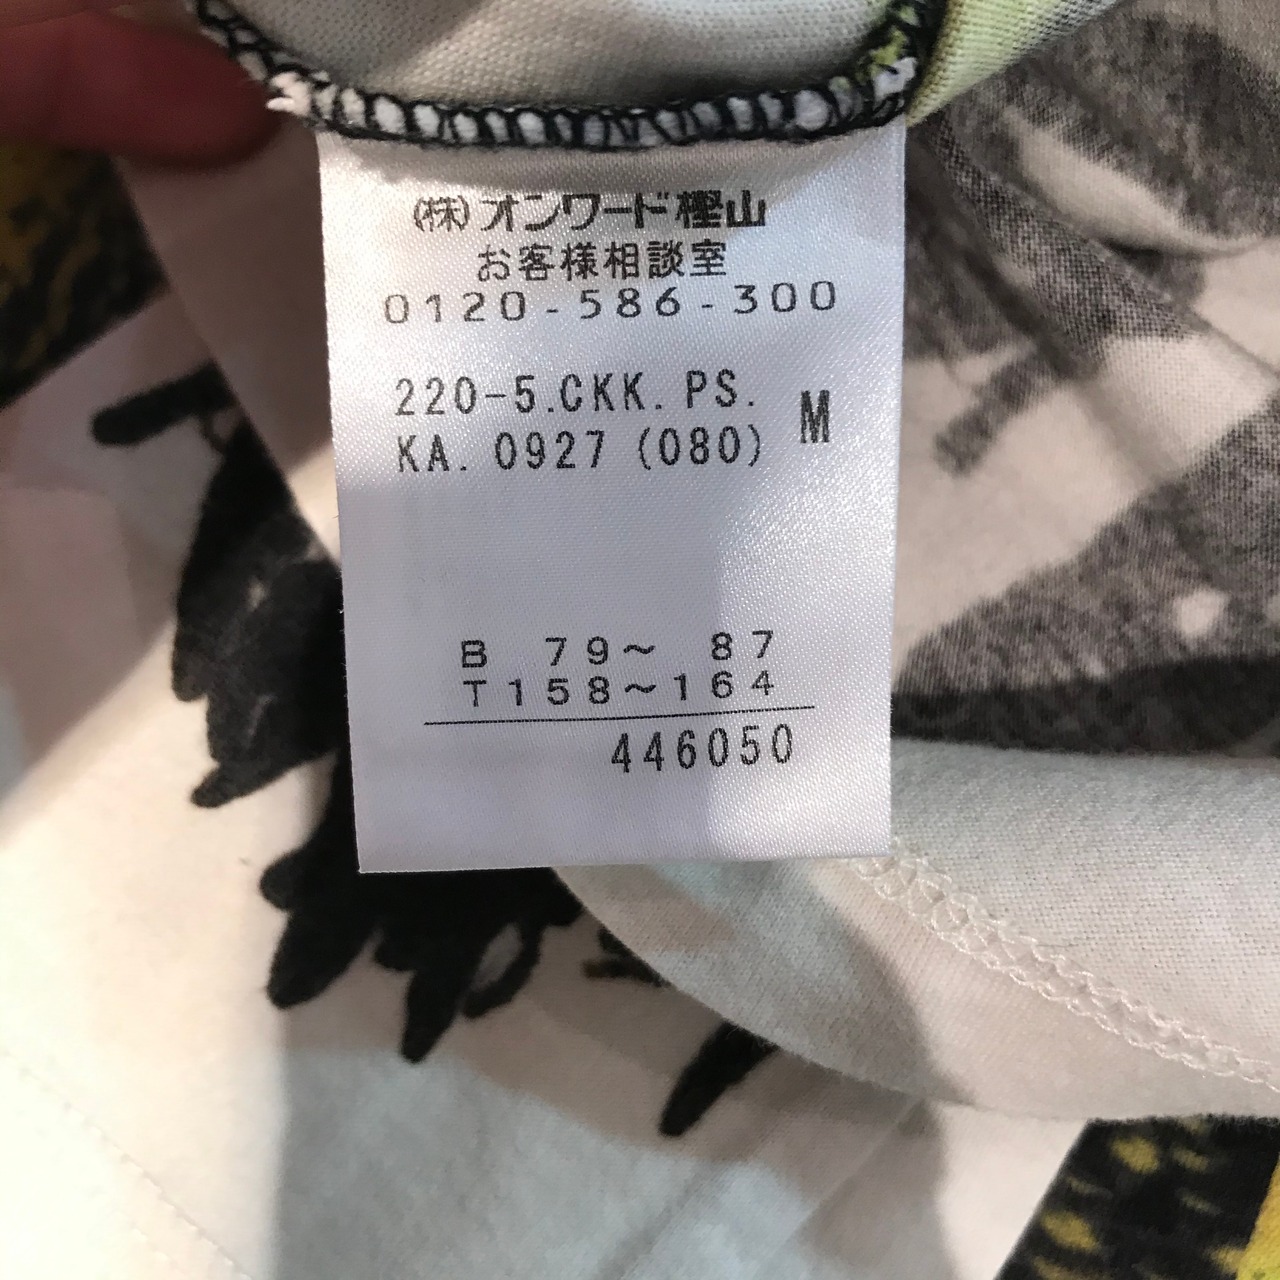 (株)オンワード樫山
お客様相談室
0120-586-300
220-5.CKK.PS. M
KA.0927(080)
B 79～ 87
T158～164
446050